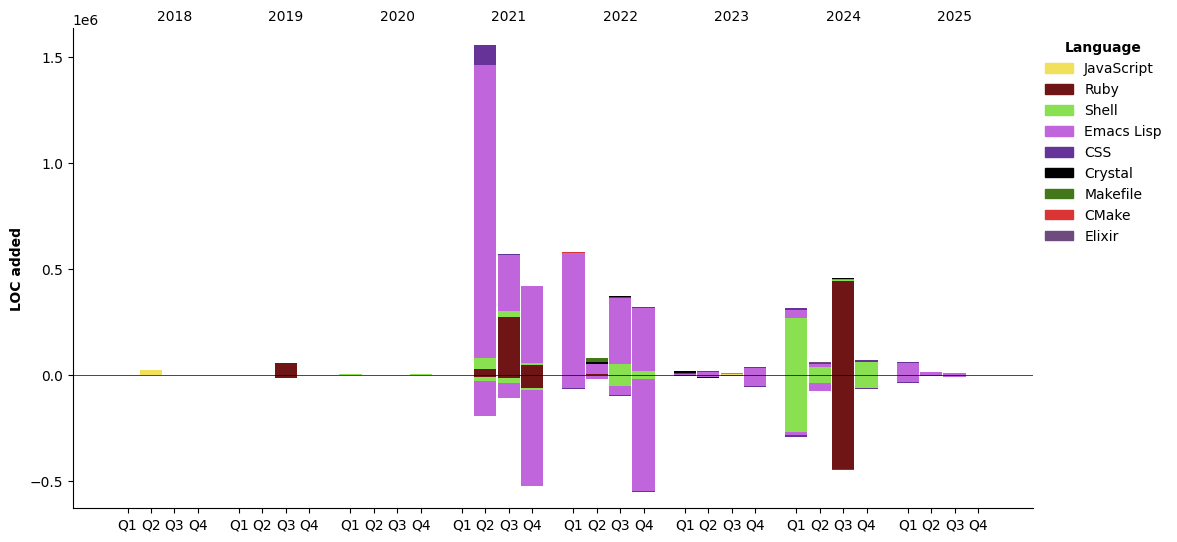 2018 2019 2020 2021 2022 2023 2024 2025
1e6
1.5
1.0
0.5
0.0
−0.5
LOC added
Q1 Q2 Q3 Q4 Q1 Q2 Q3 Q4 Q1 Q2 Q3 Q4 Q1 Q2 Q3 Q4 Q1 Q2 Q3 Q4 Q1 Q2 Q3 Q4 Q1 Q2 Q3 Q4 Q1 Q2 Q3 Q4
Language
JavaScript
Ruby
Shell
Emacs Lisp
CSS
Crystal
Makefile
CMake
Elixir